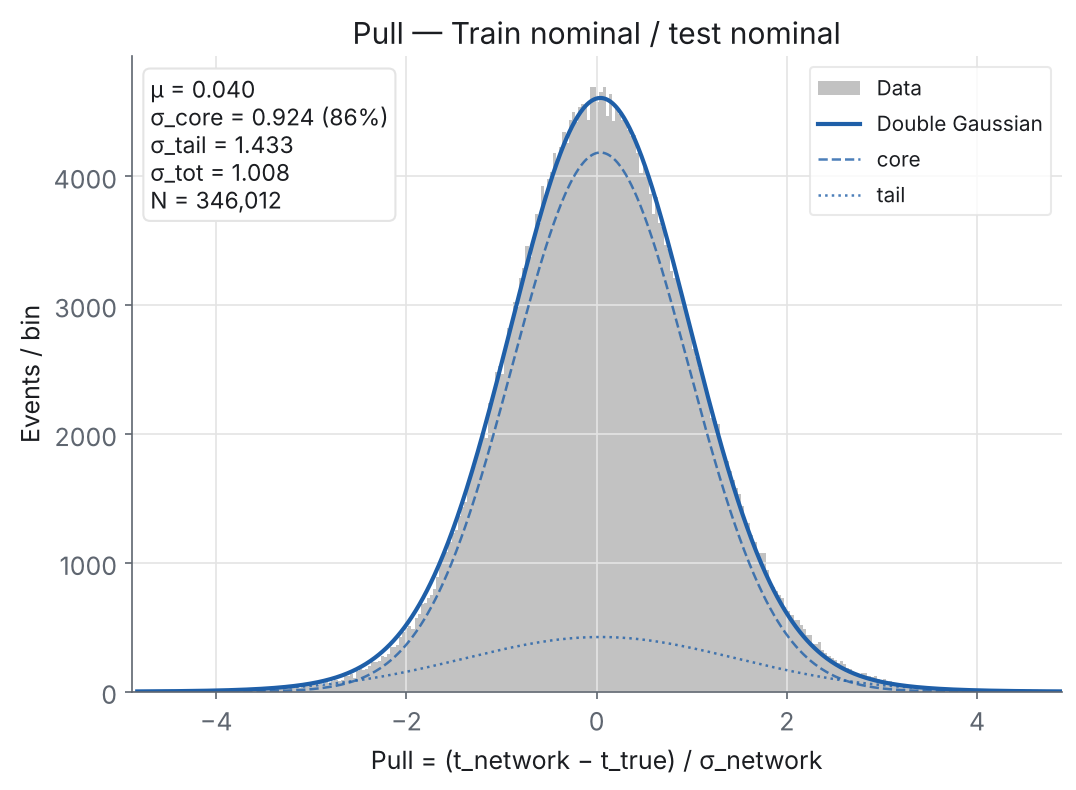 Pull — Train nominal / test nominal
μ = 0.040
σ_core = 0.924 (86%)
σ_tail = 1.433
σ_tot = 1.008
N = 346,012
Data
Double Gaussian
core
tail
Events / bin
4000
3000
2000
1000
0
−4
−2
0
2
4
Pull = (t_network − t_true) / σ_network